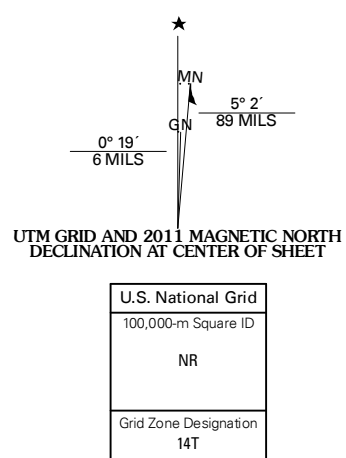 ★
MN
5° 2´
89 MILS
GN
0° 19´
6 MILS
UTM GRID AND 2011 MAGNETIC NORTH
DECLINATION AT CENTER OF SHEET
U.S. National Grid
100,000-m Square ID
NR
Grid Zone Designation
14T